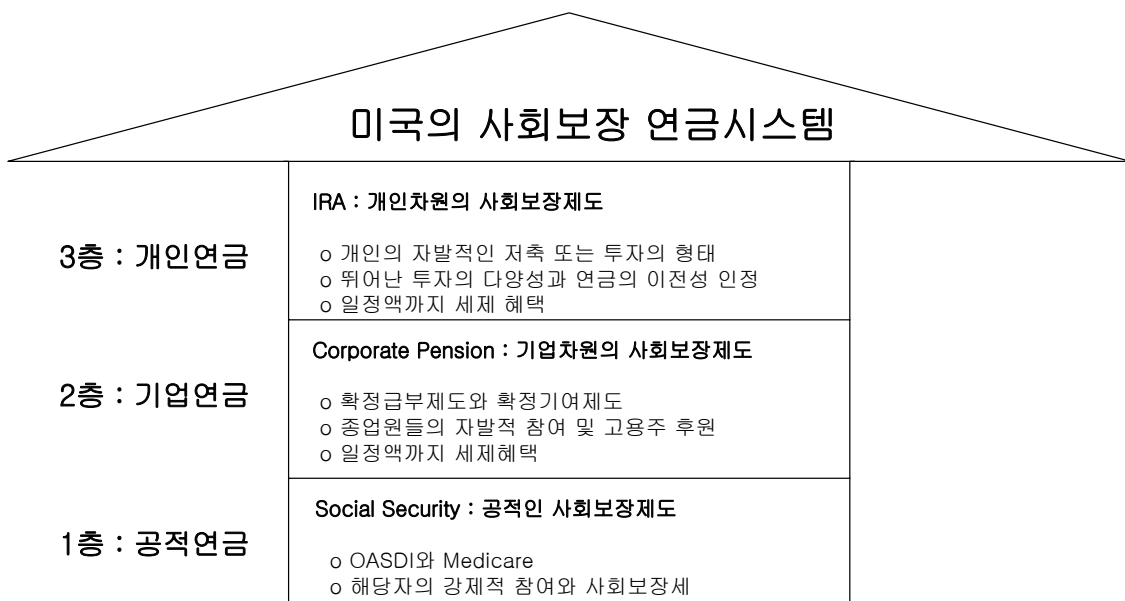 미국의 사회보장 연금시스템
3층 : 개인연금
IRA : 개인차원의 사회보장제도
o 개인의 자발적인 저축 또는 투자의 형태
o 뛰어난 투자의 다양성과 연금의 이전성 인정
o 일정액까지 세제 혜택
2층 : 기업연금
Corporate Pension : 기업차원의 사회보장제도
o 확정급부제도와 확정기여제도
o 종업원들의 자발적 참여 및 고용주 후원
o 일정액까지 세제혜택
1층 : 공적연금
Social Security : 공적인 사회보장제도
o OASDI와 Medicare
o 해당자의 강제적 참여와 사회보장세